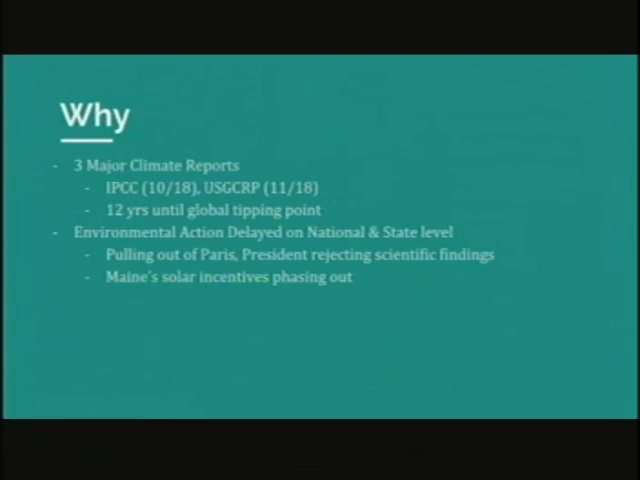 Why
- 3 Major Climate Reports
- IPCC (10/18), USGCRP (11/18)
- 12 yrs until global tipping point
- Environmental Action Delayed on National & State level
- Pulling out of Paris, President rejecting scientific findings
- Maine's solar incentives phasing out